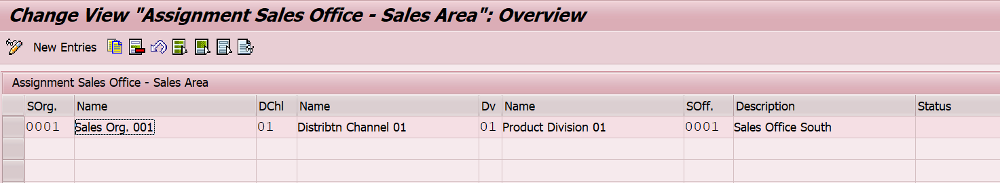 Change View "Assignment Sales Office - Sales Area": Overview
New Entries
Assignment Sales Office - Sales Area
SOrg. Name DChl Name Dv Name SOff. Description Status
0001 Sales Org. 001 01 Distribtn Channel 01 01 Product Division 01 0001 Sales Office South